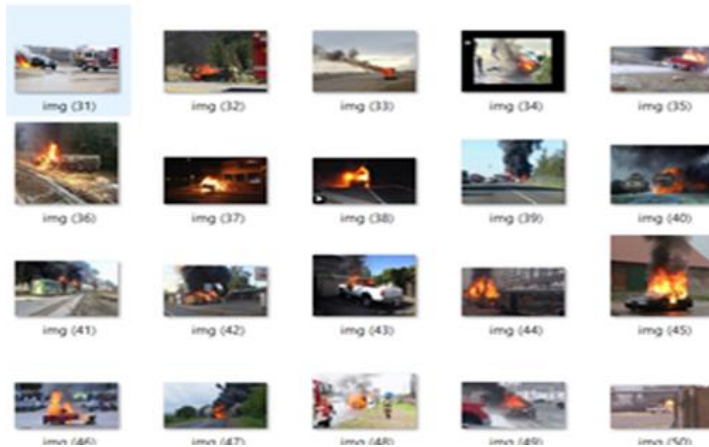 img (31) img (32) img (33) img (34) img (35)
img (36) img (37) img (38) img (39) img (40)
img (41) img (42) img (43) img (44) img (45)
img (46) img (47) img (48) img (49) img (50)